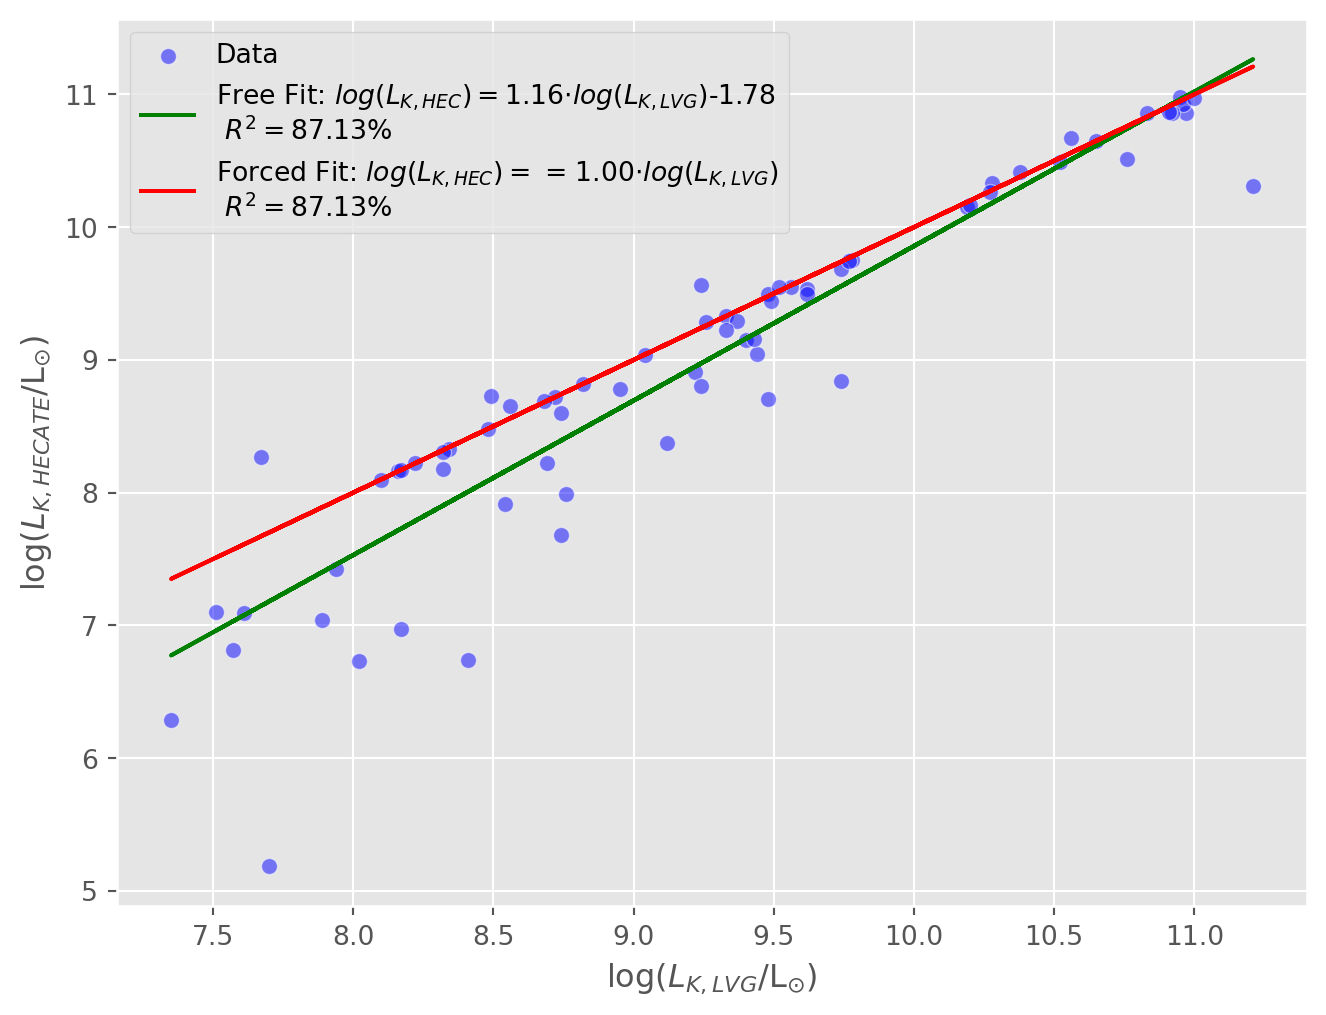 Data
Free Fit: log(L_{K,HEC}) = 1.16·log(L_{K,LVG})-1.78
R² = 87.13%
Forced Fit: log(L_{K,HEC}) = = 1.00·log(L_{K,LVG})
R² = 87.13%
11
10
9
8
7
6
5
log(L_{K,HECATE}/L_⊙)
7.5 8.0 8.5 9.0 9.5 10.0 10.5 11.0
log(L_{K,LVG}/L_⊙)